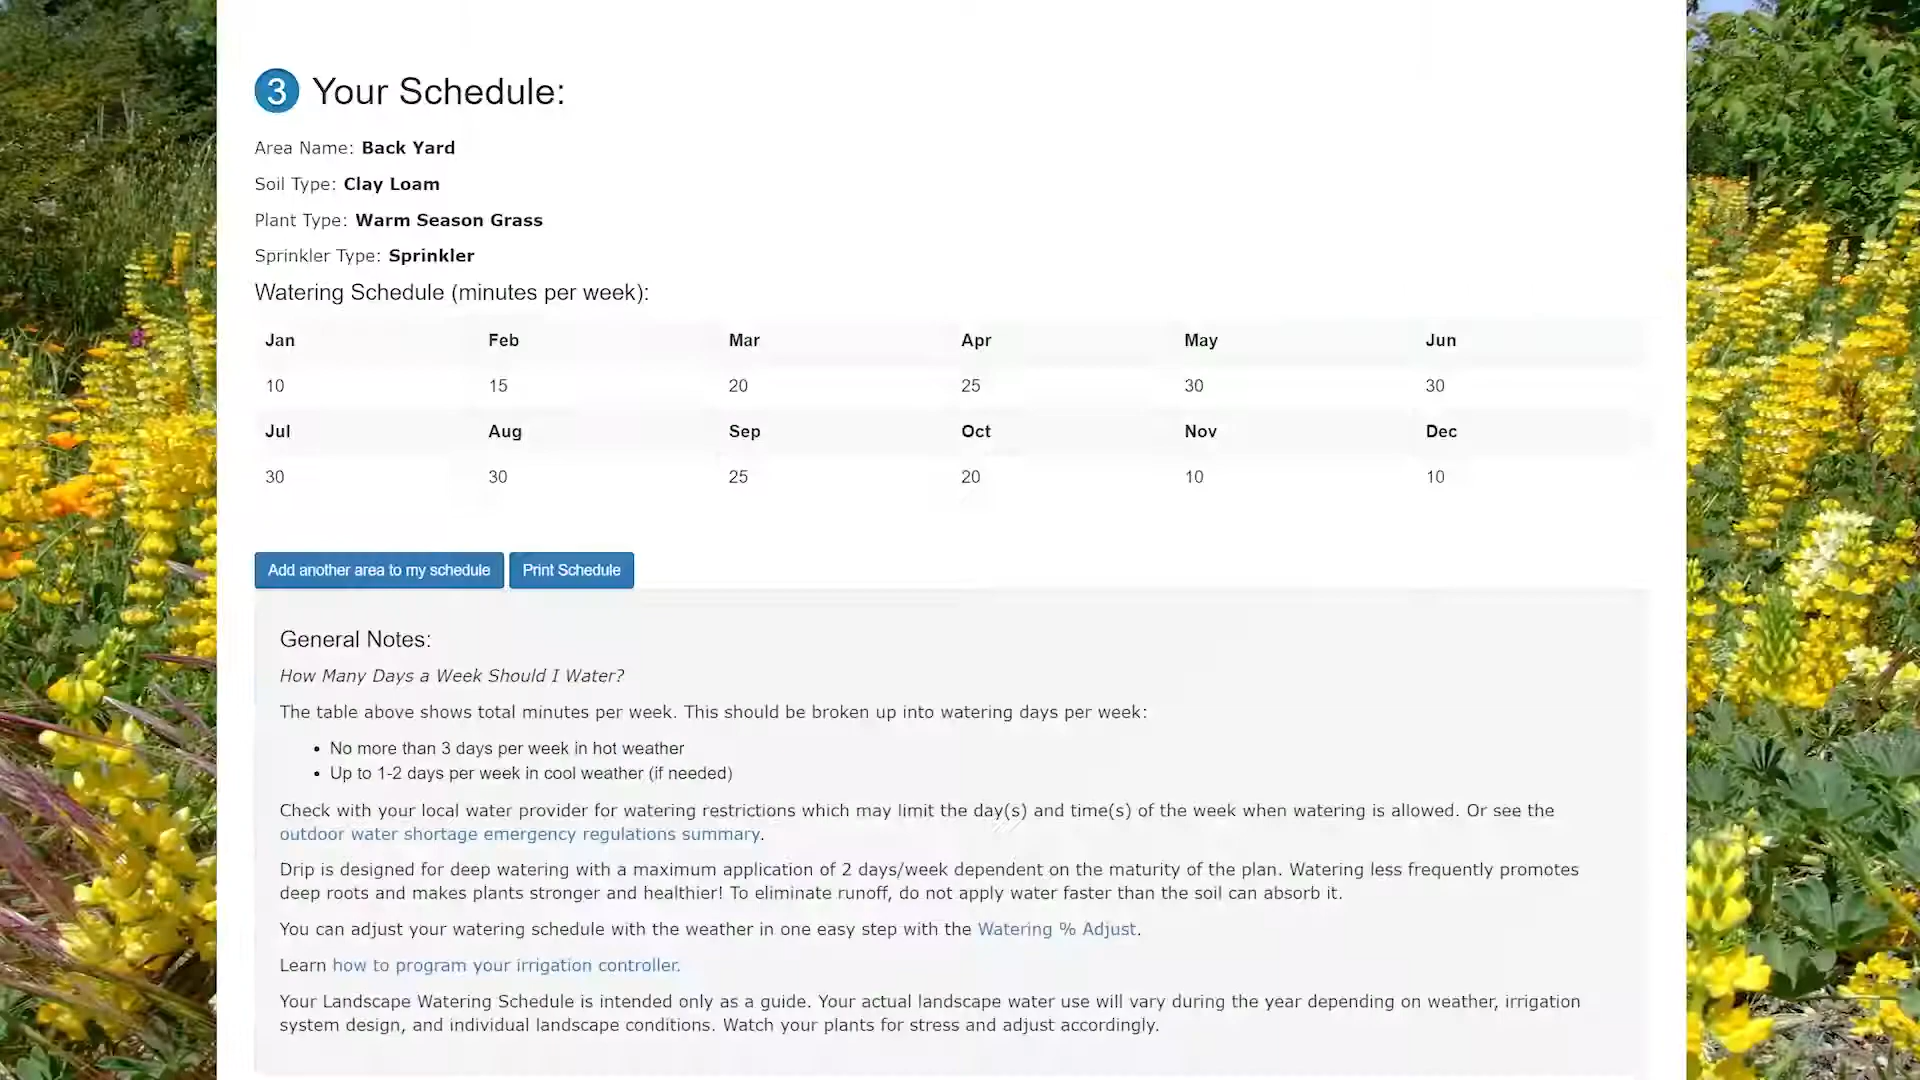 3 Your Schedule:
Area Name: Back Yard
Soil Type: Clay Loam
Plant Type: Warm Season Grass
Sprinkler Type: Sprinkler
Watering Schedule (minutes per week):
Jan Feb Mar Apr May Jun
10 15 20 25 30 30
Jul Aug Sep Oct Nov Dec
30 30 25 20 10 10
Add another area to my schedule Print Schedule
General Notes:
How Many Days a Week Should I Water?
The table above shows total minutes per week. This should be broken up into watering days per week:
• No more than 3 days per week in hot weather
• Up to 1-2 days per week in cool weather (if needed)
Check with your local water provider for watering restrictions which may limit the day(s) and time(s) of the week when watering is allowed. Or see the
outdoor water shortage emergency regulations summary.
Drip is designed for deep watering with a maximum application of 2 days/week dependent on the maturity of the plan. Watering less frequently promotes
deep roots and makes plants stronger and healthier! To eliminate runoff, do not apply water faster than the soil can absorb it.
You can adjust your watering schedule with the weather in one easy step with the Watering % Adjust.
Learn how to program your irrigation controller.
Your Landscape Watering Schedule is intended only as a guide. Your actual landscape water use will vary during the year depending on weather, irrigation
system design, and individual landscape conditions. Watch your plants for stress and adjust accordingly.